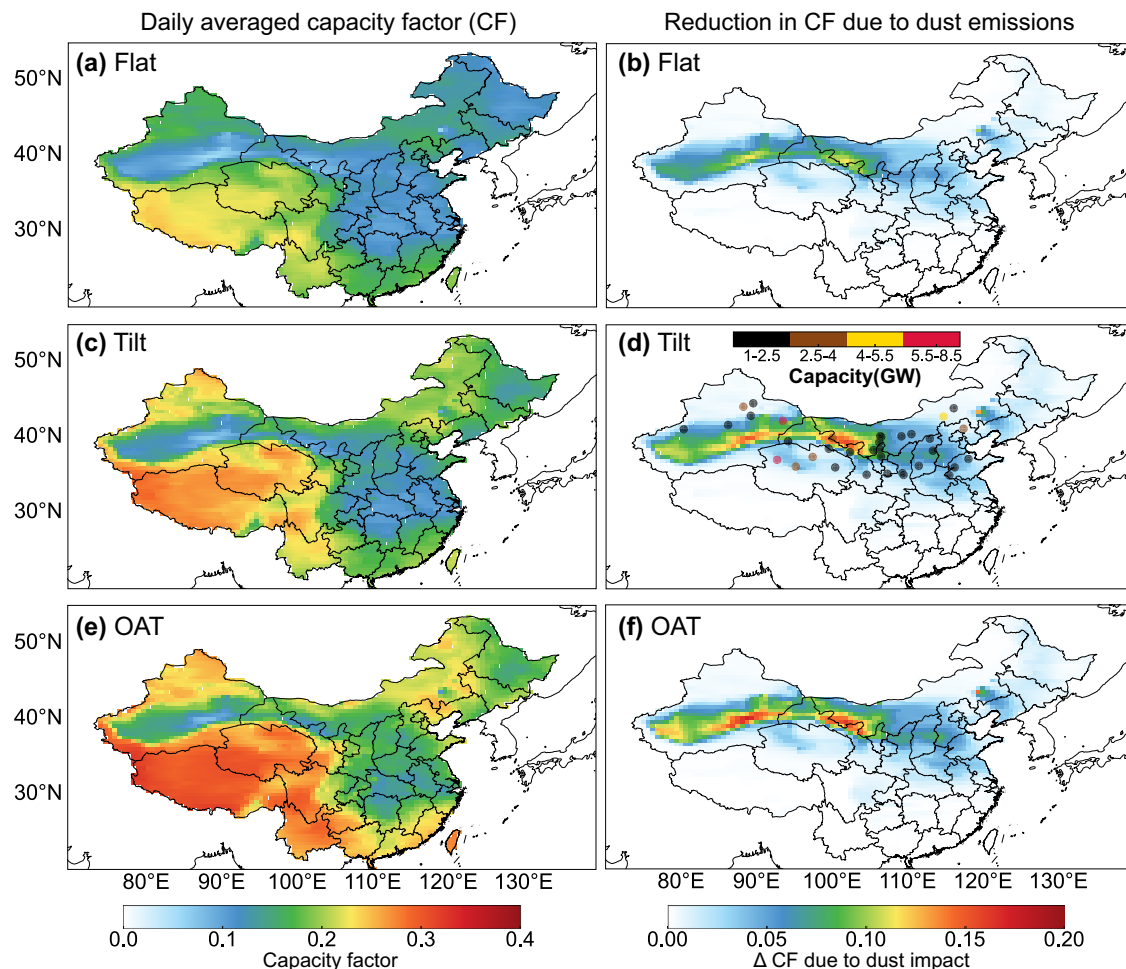 Daily averaged capacity factor (CF)
Reduction in CF due to dust emissions
(a) Flat
(b) Flat
50°N
40°N
30°N
(c) Tilt
(d) Tilt
1-2.5
2.5-4
4-5.5
5.5-8.5
Capacity(GW)
50°N
40°N
30°N
(e) OAT
(f) OAT
50°N
40°N
30°N
80°E 90°E 100°E 110°E 120°E 130°E
80°E 90°E 100°E 110°E 120°E 130°E
0.0 0.1 0.2 0.3 0.4
Capacity factor
0.00 0.05 0.10 0.15 0.20
Δ CF due to dust impact